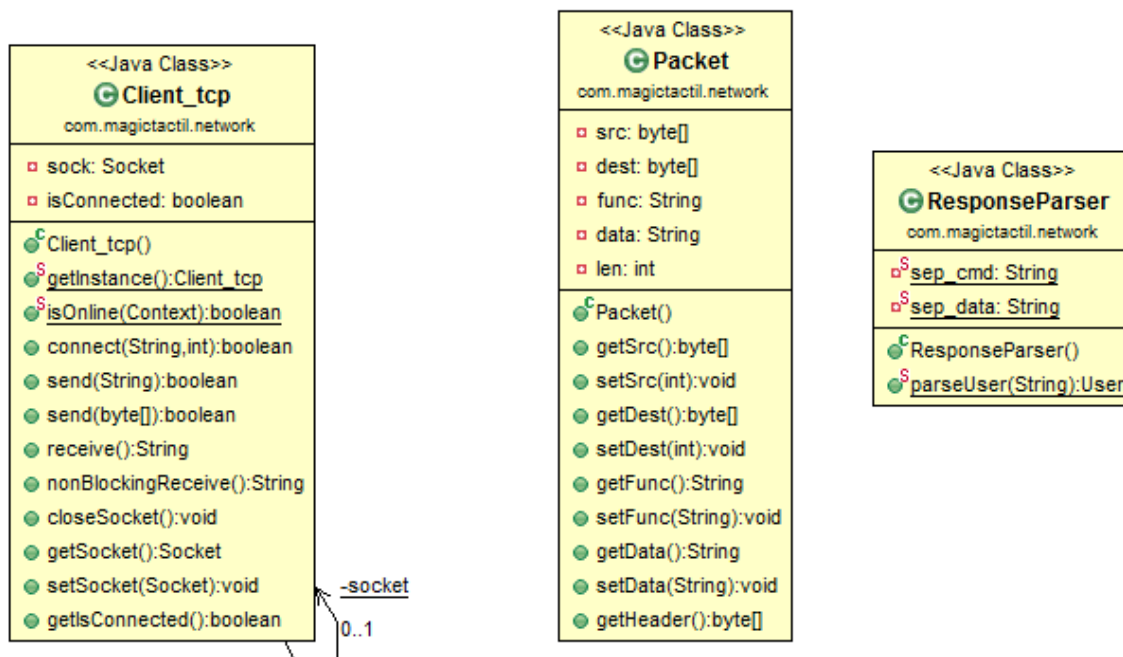 <<Java Class>>
Client_tcp
com.magictactil.network
sock: Socket
isConnected: boolean
Client_tcp()
getInstance():Client_tcp
isOnline(Context):boolean
connect(String,int):boolean
send(String):boolean
send(byte[]):boolean
receive():String
nonBlockingReceive():String
closeSocket():void
getSocket():Socket
setSocket(Socket):void
getIsConnected():boolean
-socket
0..1
<<Java Class>>
Packet
com.magictactil.network
src: byte[]
dest: byte[]
func: String
data: String
len: int
Packet()
getSrc():byte[]
setSrc(int):void
getDest():byte[]
setDest(int):void
getFunc():String
setFunc(String):void
getData():String
setData(String):void
getHeader():byte[]
<<Java Class>>
ResponseParser
com.magictactil.network
sep_cmd: String
sep_data: String
ResponseParser()
parseUser(String):User